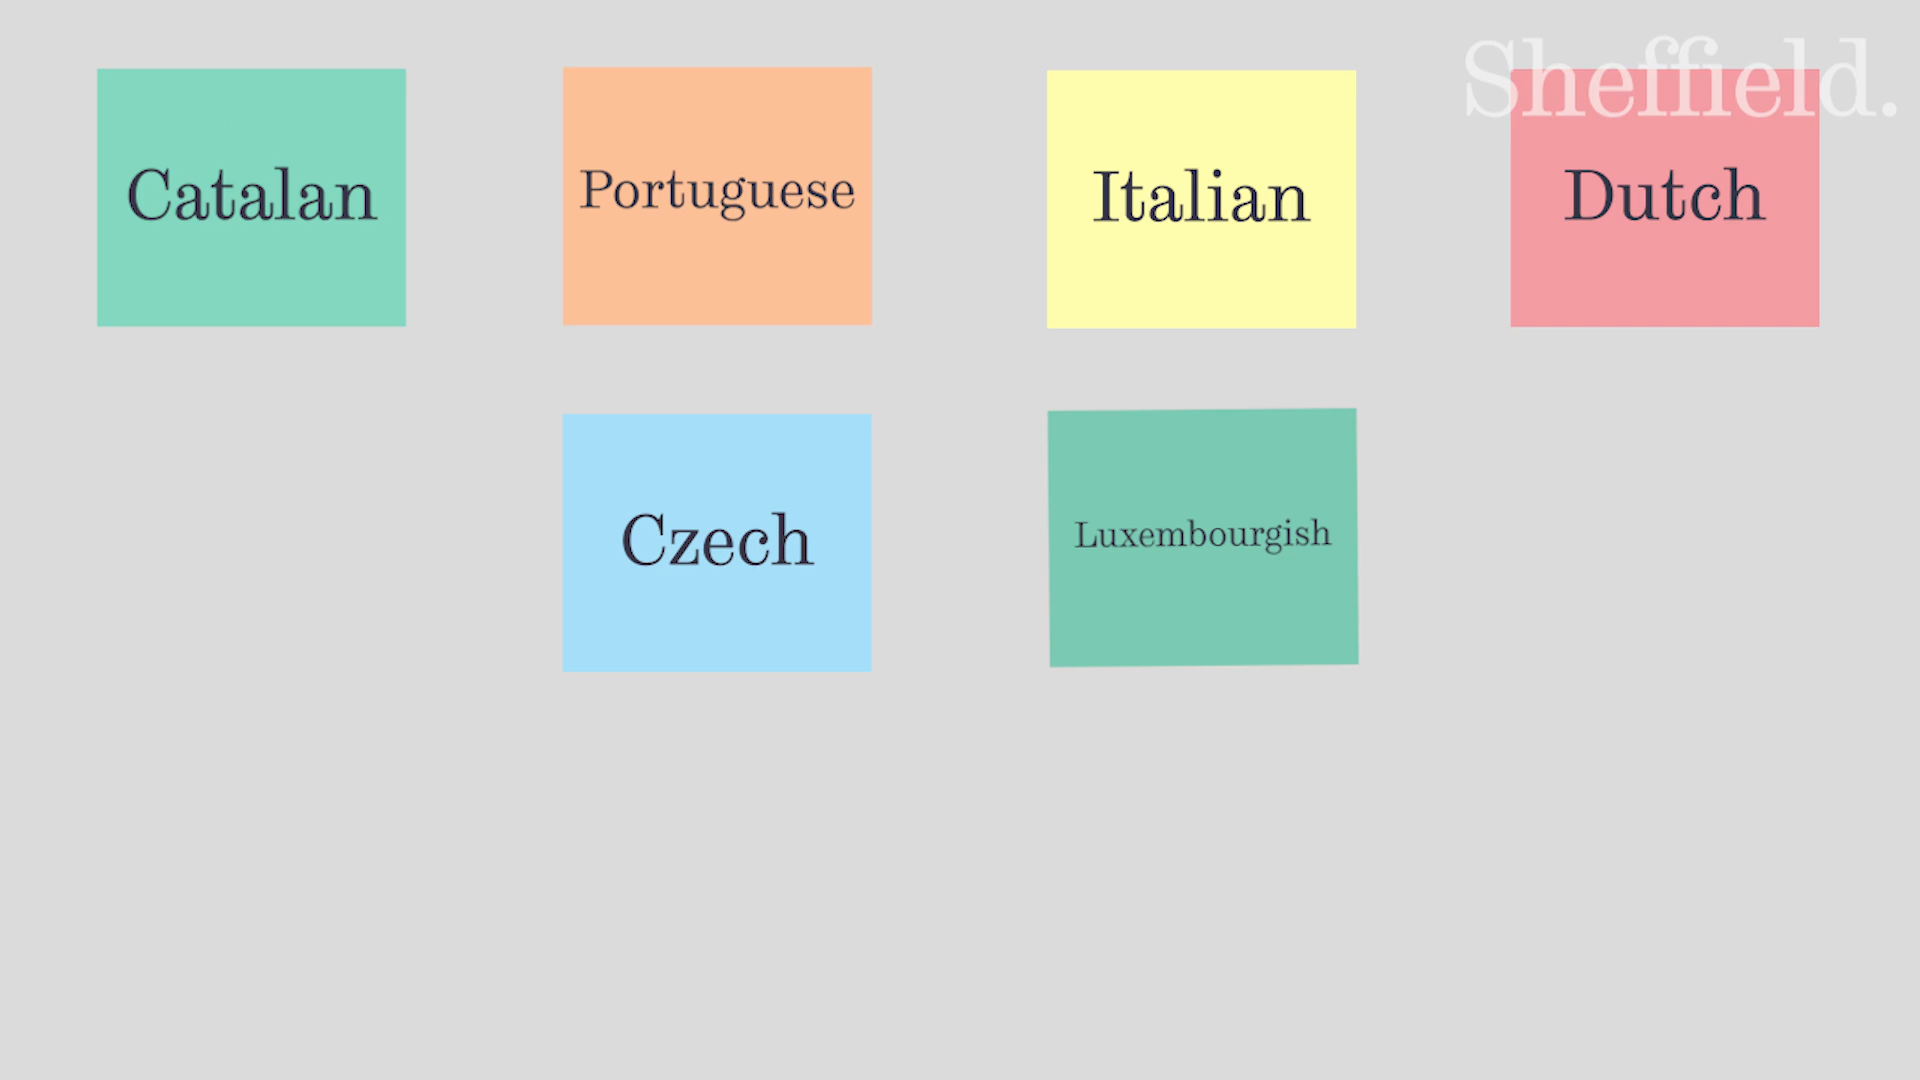 Sheffield.
Catalan
Portuguese
Italian
Dutch
Czech
Luxembourgish